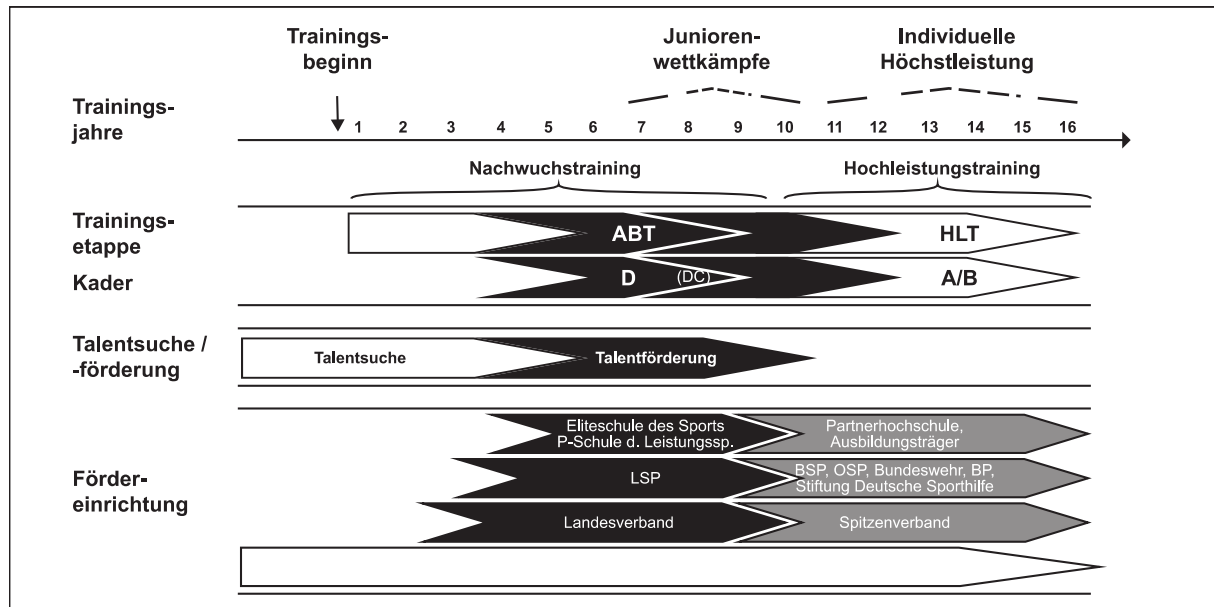 Trainings-
beginn
Junioren-
wettkämpfe
Individuelle
Höchstleistung
Trainings-
jahre
1 2 3 4 5 6 7 8 9 10 11 12 13 14 15 16
Nachwuchstraining
Hochleistungstraining
Trainings-
etappe
ABT
HLT
Kader
D
(DC)
A/B
Talentsuche /
-förderung
Talentsuche
Talentförderung
Förder-
einrichtung
Eliteschule des Sports
P-Schule d. Leistungssp.
Partnerhochschule,
Ausbildungsträger
LSP
BSP, OSP, Bundeswehr, BP,
Stiftung Deutsche Sporthilfe
Landesverband
Spitzenverband